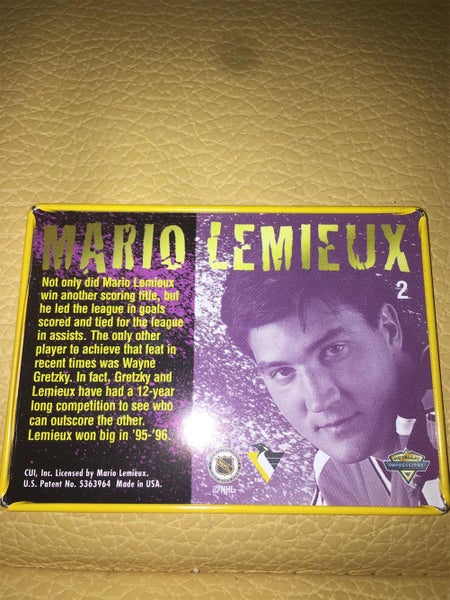 MARIO LEMIEUX
2
Not only did Mario Lemieux
win another scoring title, but
he led the league in goals
scored and tied for the league
in assists. The only other
player to achieve that feat in
recent times was Wayne
Gretzky. In fact, Gretzky and
Lemieux have had a 12-year
long competition to see who
can outscore the other.
Lemieux won big in '95-'96.
CUI, Inc. Licensed by Mario Lemieux.
U.S. Patent No. 5363964 Made in USA.
©NHL
METALLIC
IMPRESSIONS